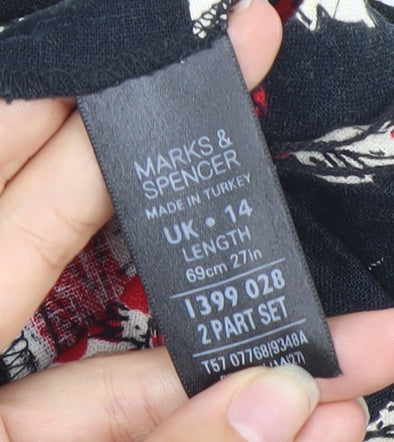 MARKS &
SPENCER
MADE IN TURKEY
UK • 14
LENGTH
69cm 27in
1399 028
2 PART SET
T57 07768/9348A